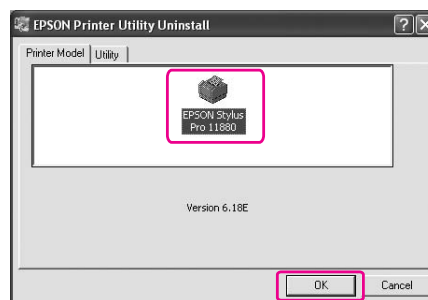 EPSON Printer Utility Uninstall
Printer Model Utility
EPSON Stylus
Pro 11880
Version 6.18E
OK Cancel